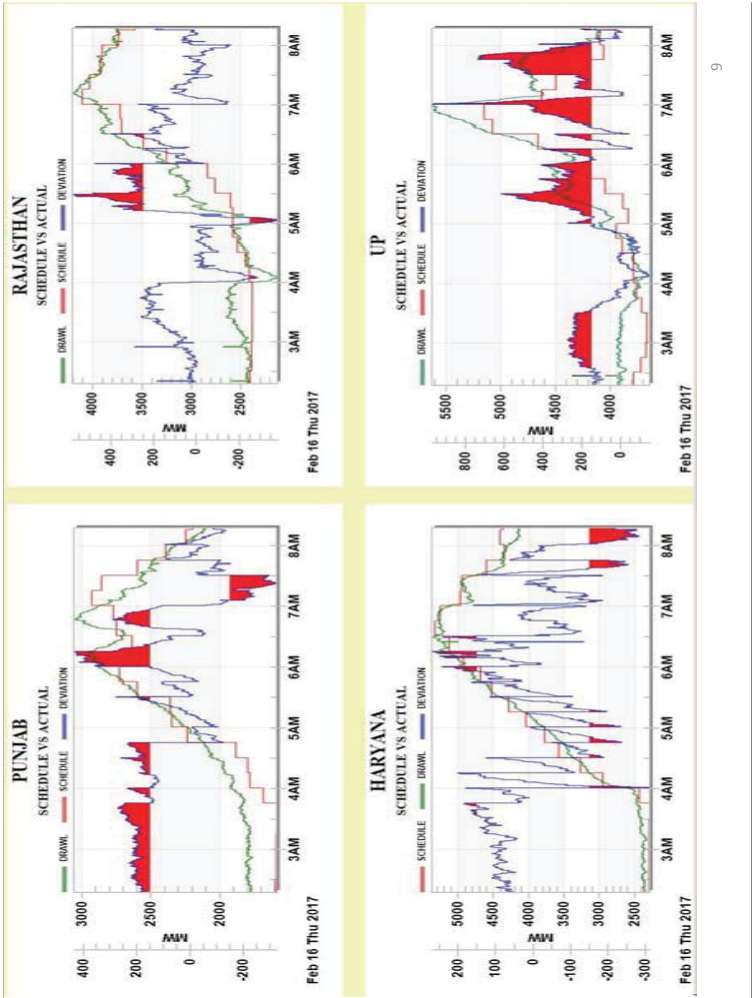 PUNJAB
SCHEDULE VS ACTUAL
DRAWL SCHEDULE DEVIATION
400 3000
200 2500
0 2000
-200
MW
3AM 4AM 5AM 6AM 7AM 8AM
Feb 16 Thu 2017
RAJASTHAN
SCHEDULE VS ACTUAL
DRAWL SCHEDULE DEVIATION
400 4000
200 3500
0 3000
-200 2500
MW
3AM 4AM 5AM 6AM 7AM 8AM
Feb 16 Thu 2017
HARYANA
SCHEDULE VS ACTUAL
SCHEDULE DRAWL DEVIATION
200 5000
100 4500
0 4000
-100 3500
-200 3000
-300 2500
MW
3AM 4AM 5AM 6AM 7AM 8AM
Feb 16 Thu 2017
UP
SCHEDULE VS ACTUAL
DRAWL SCHEDULE DEVIATION
800 5500
600 5000
400 4500
200 4000
0
MW
3AM 4AM 5AM 6AM 7AM 8AM
Feb 16 Thu 2017
9